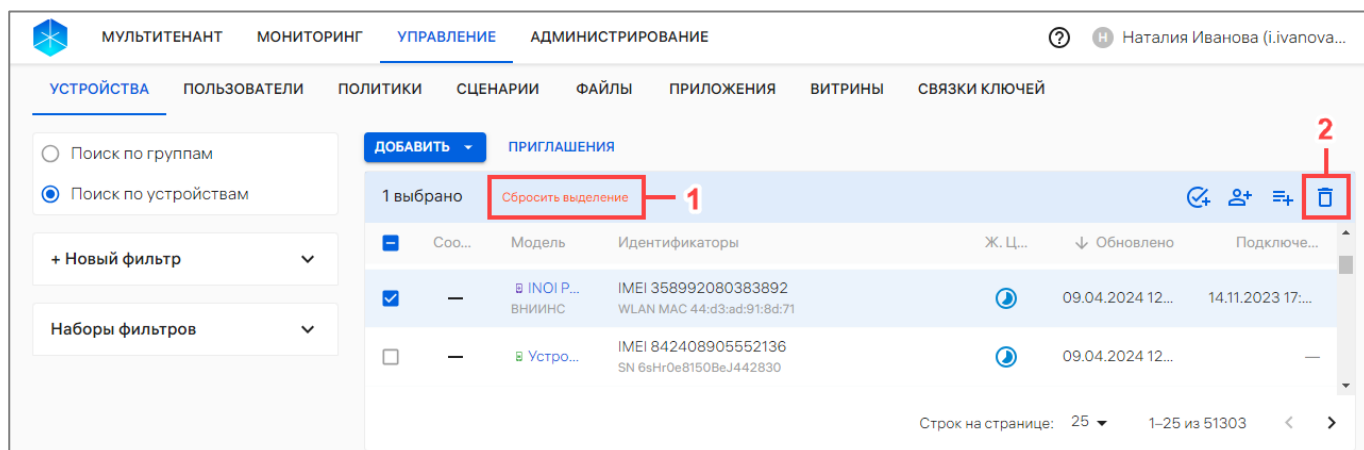 МУЛЬТИТЕНАНТ МОНИТОРИНГ УПРАВЛЕНИЕ АДМИНИСТРИРОВАНИЕ ? Н Наталия Иванова (i.ivanova...
УСТРОЙСТВА ПОЛЬЗОВАТЕЛИ ПОЛИТИКИ СЦЕНАРИИ ФАЙЛЫ ПРИЛОЖЕНИЯ ВИТРИНЫ СВЯЗКИ КЛЮЧЕЙ
2
Поиск по группам
ДОБАВИТЬ ПРИГЛАШЕНИЯ
Поиск по устройствам
1 выбрано Сбросить выделение 1
+ Новый фильтр
Наборы фильтров
Соо... Модель Идентификаторы Ж. Ц... Обновлено Подключе...
— INOI P... IMEI 358992080383892 09.04.2024 12... 14.11.2023 17:...
ВНИИНС WLAN MAC 44:d3:ad:91:8d:71
— Устро... IMEI 842408905552136 09.04.2024 12... —
SN 6sHr0e8150BeJ442830
Строк на странице: 25 1–25 из 51303